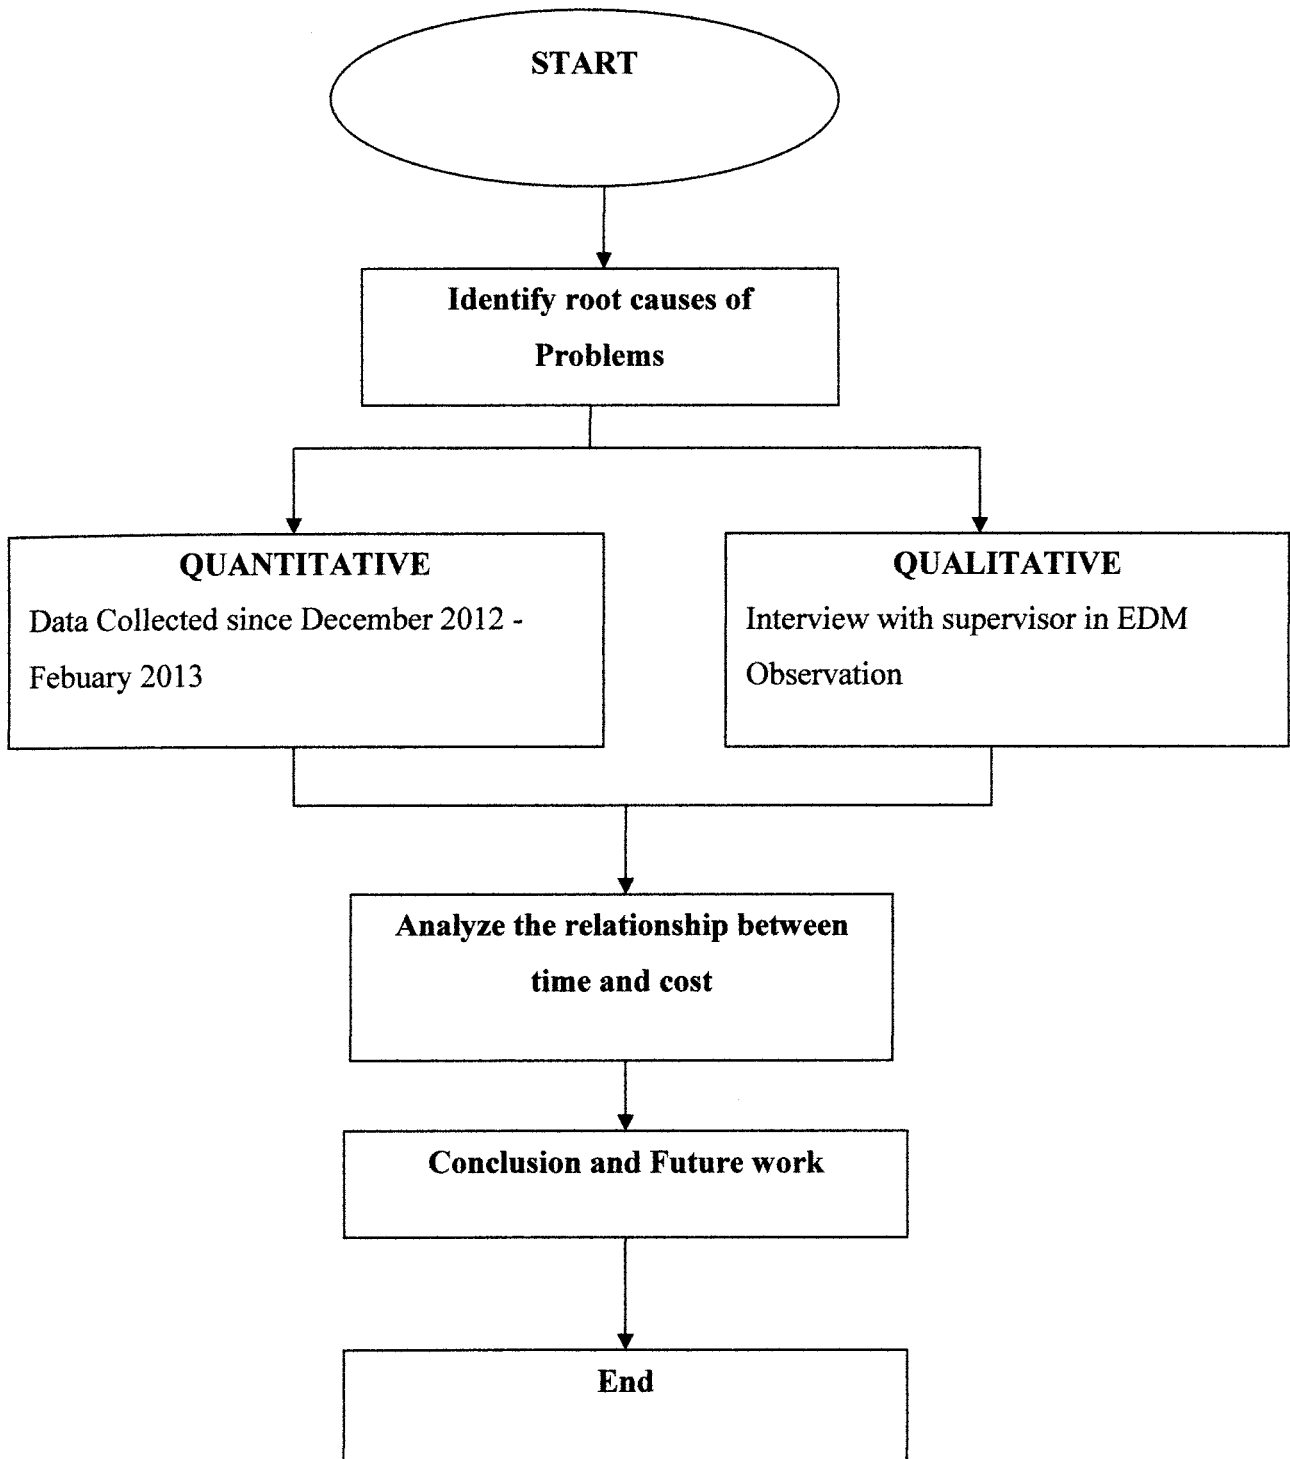 START
Identify root causes of
Problems
QUANTITATIVE
Data Collected since December 2012 -
Febuary 2013
QUALITATIVE
Interview with supervisor in EDM
Observation
Analyze the relationship between
time and cost
Conclusion and Future work
End